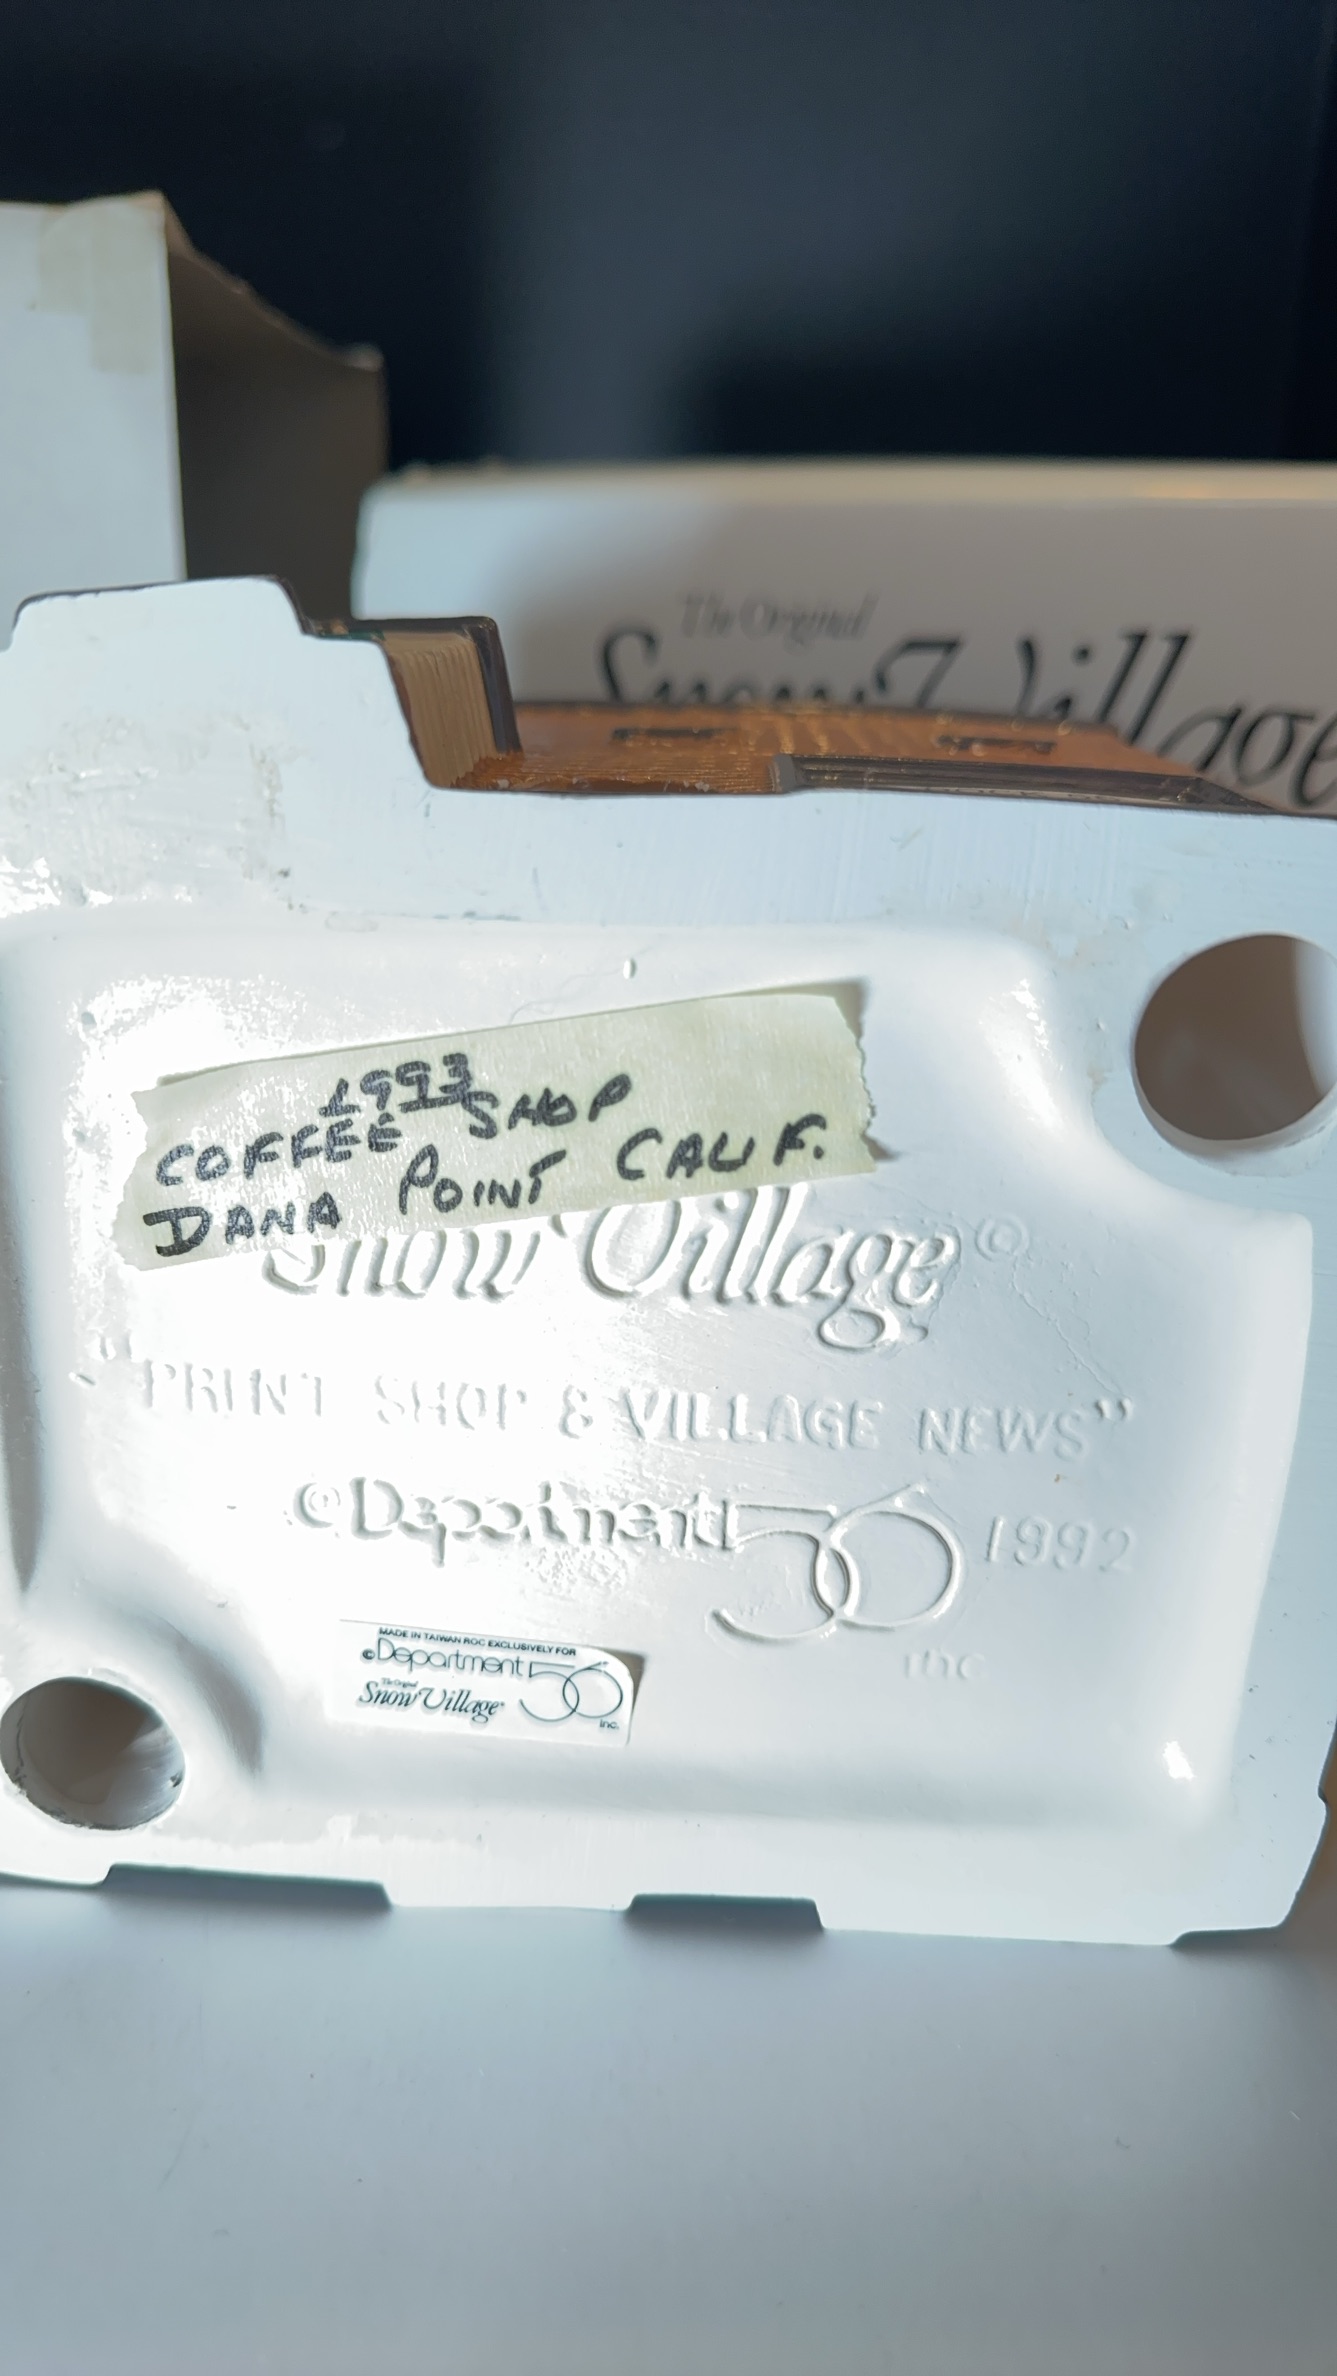 The Original
Snow Village
1993
COFFEE SHOP
DANA POINT CALIF.
Snow Village©
"PRINT SHOP & VILLAGE NEWS"
©Department 56 1992
inc
MADE IN TAIWAN ROC EXCLUSIVELY FOR
©Department 56
The Original
Snow Village
inc.